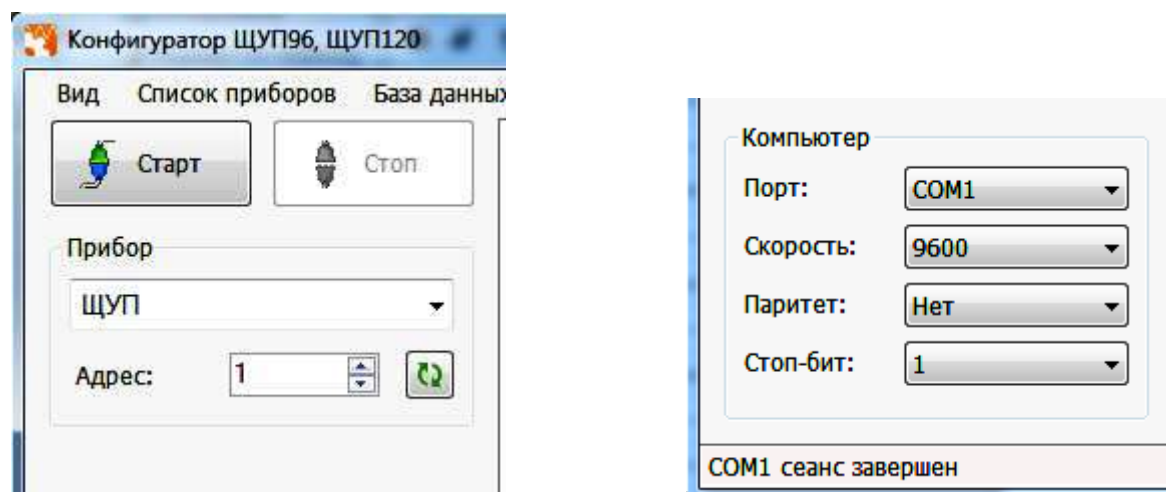 Конфигуратор ЩУП96, ЩУП120
Вид Список приборов База данных
Старт Стоп
Прибор
ЩУП
Адрес: 1
Компьютер
Порт: COM1
Скорость: 9600
Паритет: Нет
Стоп-бит: 1
COM1 сеанс завершен